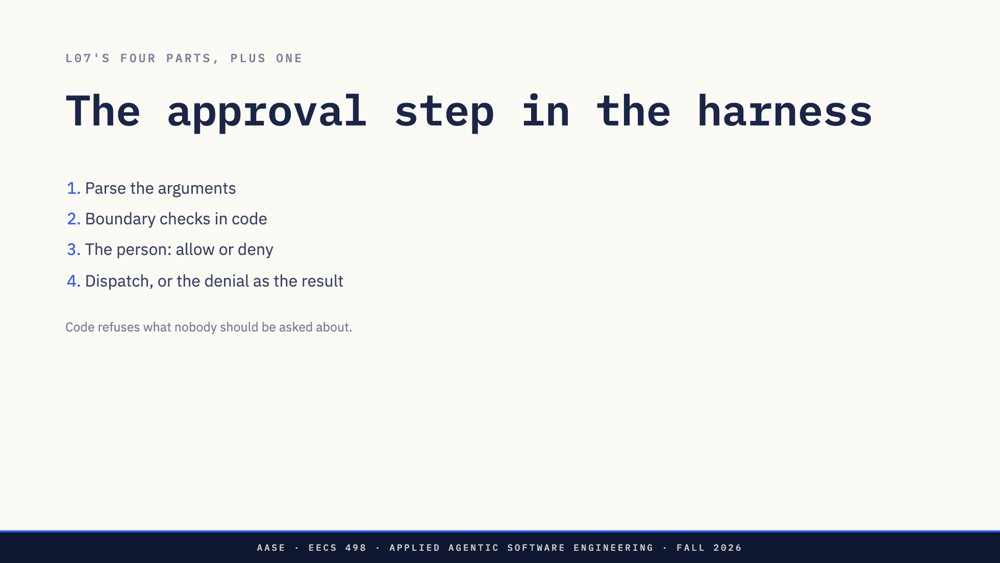 L07'S FOUR PARTS, PLUS ONE
The approval step in the harness
1. Parse the arguments
2. Boundary checks in code
3. The person: allow or deny
4. Dispatch, or the denial as the result
Code refuses what nobody should be asked about.
AASE · EECS 498 · APPLIED AGENTIC SOFTWARE ENGINEERING · FALL 2026